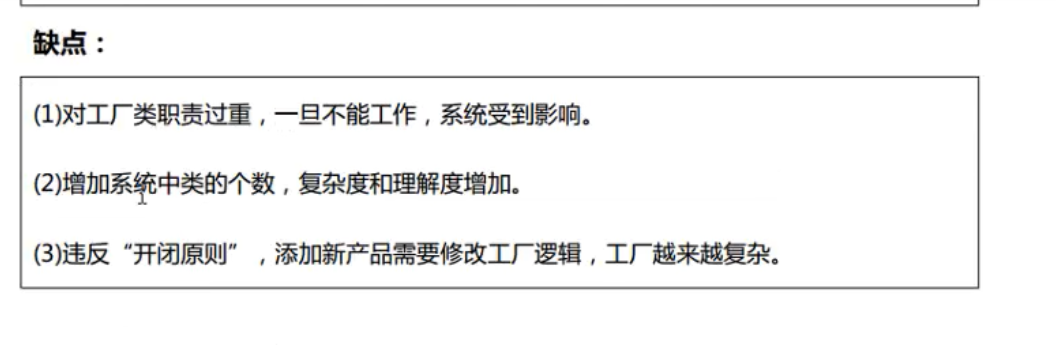 缺点：
(1)对工厂类职责过重，一旦不能工作，系统受到影响。
(2)增加系统中类的个数，复杂度和理解度增加。
(3)违反“开闭原则”，添加新产品需要修改工厂逻辑，工厂越来越复杂。